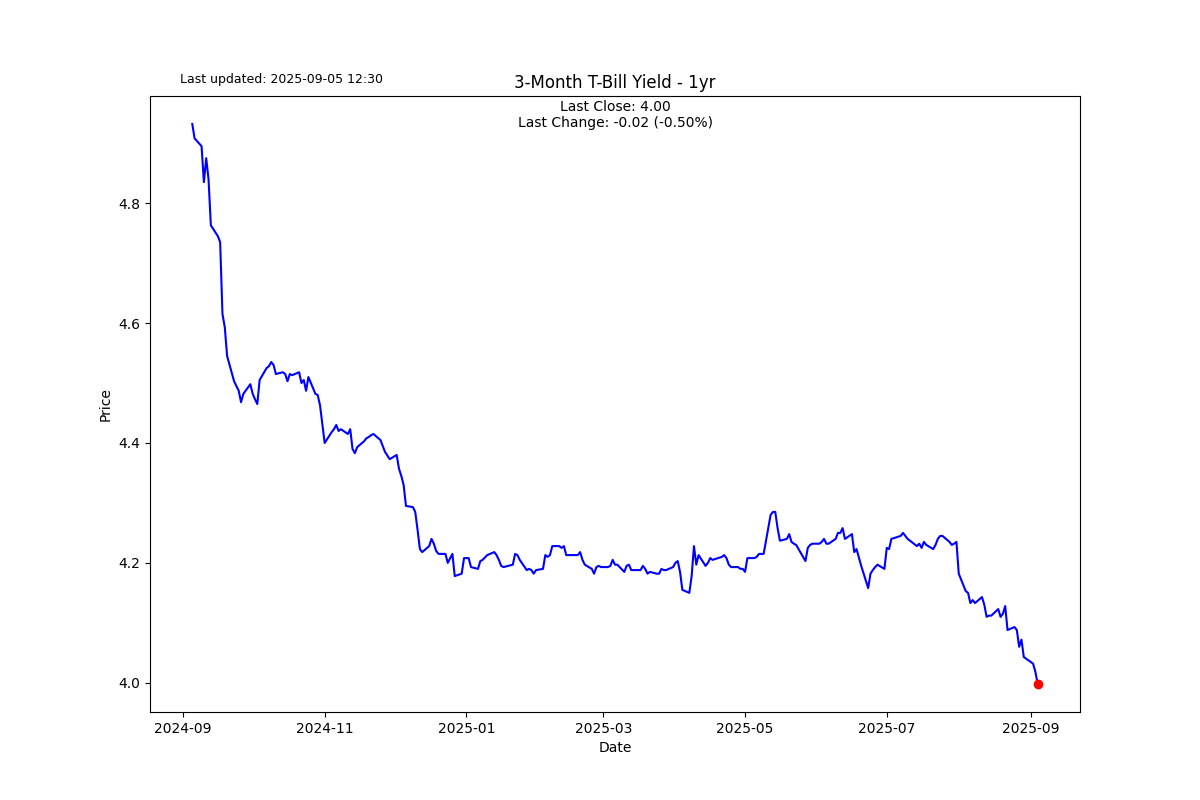 Last updated: 2025-09-05 12:30
3-Month T-Bill Yield - 1yr
Last Close: 4.00
Last Change: -0.02 (-0.50%)
4.8
4.6
4.4
4.2
4.0
Price
2024-09
2024-11
2025-01
2025-03
2025-05
2025-07
2025-09
Date